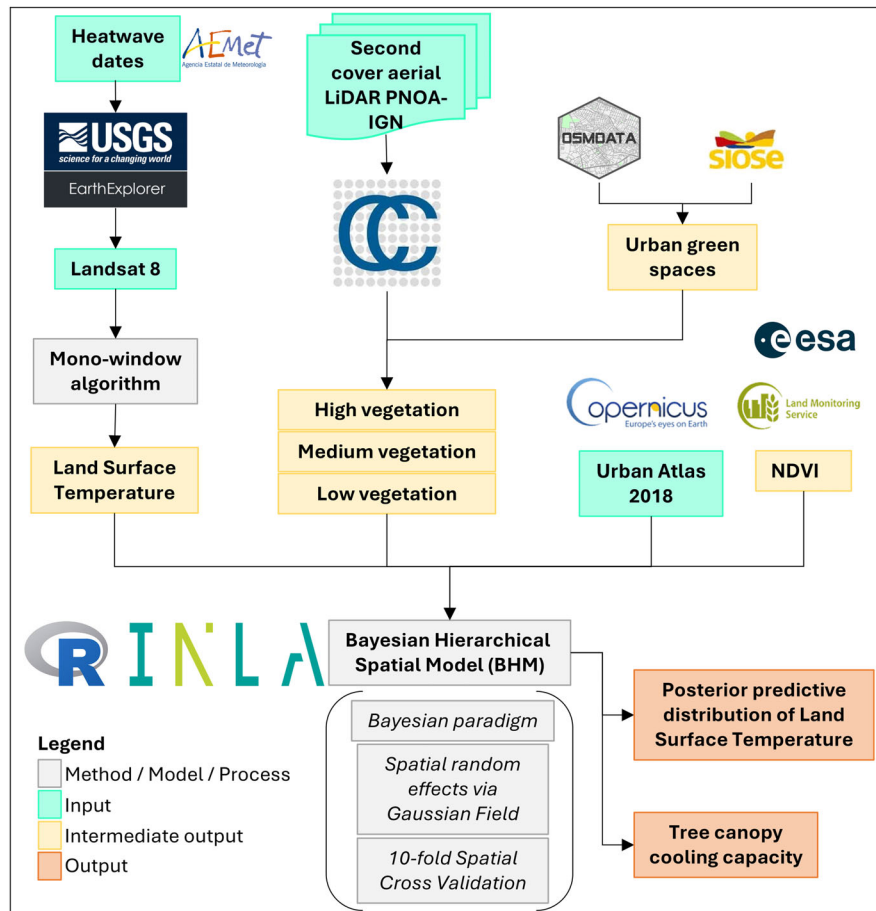 Heatwave
dates
AEMet
Agencia Estatal de Meteorología
Second
cover aerial
LiDAR PNOA-
IGN
USGS
science for a changing world
EarthExplorer
OSMDATA
SIOSE
CC
Landsat 8
Urban green
spaces
Mono-window
algorithm
esa
High vegetation
Medium vegetation
Low vegetation
opernicus
Europe's eyes on Earth
Land Monitoring
Service
Land Surface
Temperature
Urban Atlas
2018
NDVI
R INLA
Bayesian Hierarchical
Spatial Model (BHM)
Bayesian paradigm
Spatial random
effects via
Gaussian Field
10-fold Spatial
Cross Validation
Posterior predictive
distribution of Land
Surface Temperature
Tree canopy
cooling capacity
Legend
Method / Model / Process
Input
Intermediate output
Output